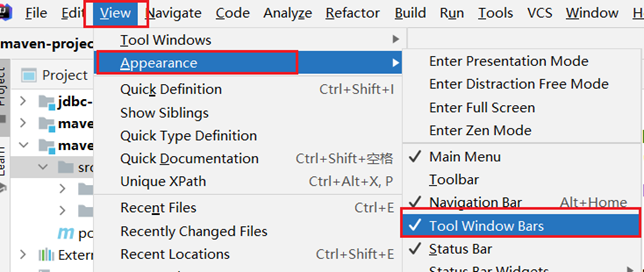 File Edit View Navigate Code Analyze Refactor Build Run Tools VCS Window
maven-proje
Project
Project
Learn
jdbc-
mave
mave
src
po
Extern
Tool Windows
Appearance
Quick Definition Ctrl+Shift+I
Show Siblings
Quick Type Definition
Quick Documentation Ctrl+Shift+空格
Unique XPath Ctrl+Alt+X, P
Recent Files Ctrl+E
Recently Changed Files
Recent Locations Ctrl+Shift+E
Enter Presentation Mode
Enter Distraction Free Mode
Enter Full Screen
Enter Zen Mode
Main Menu
Toolbar
Navigation Bar Alt+Home
Tool Window Bars
Status Bar
Status Bar Widgets